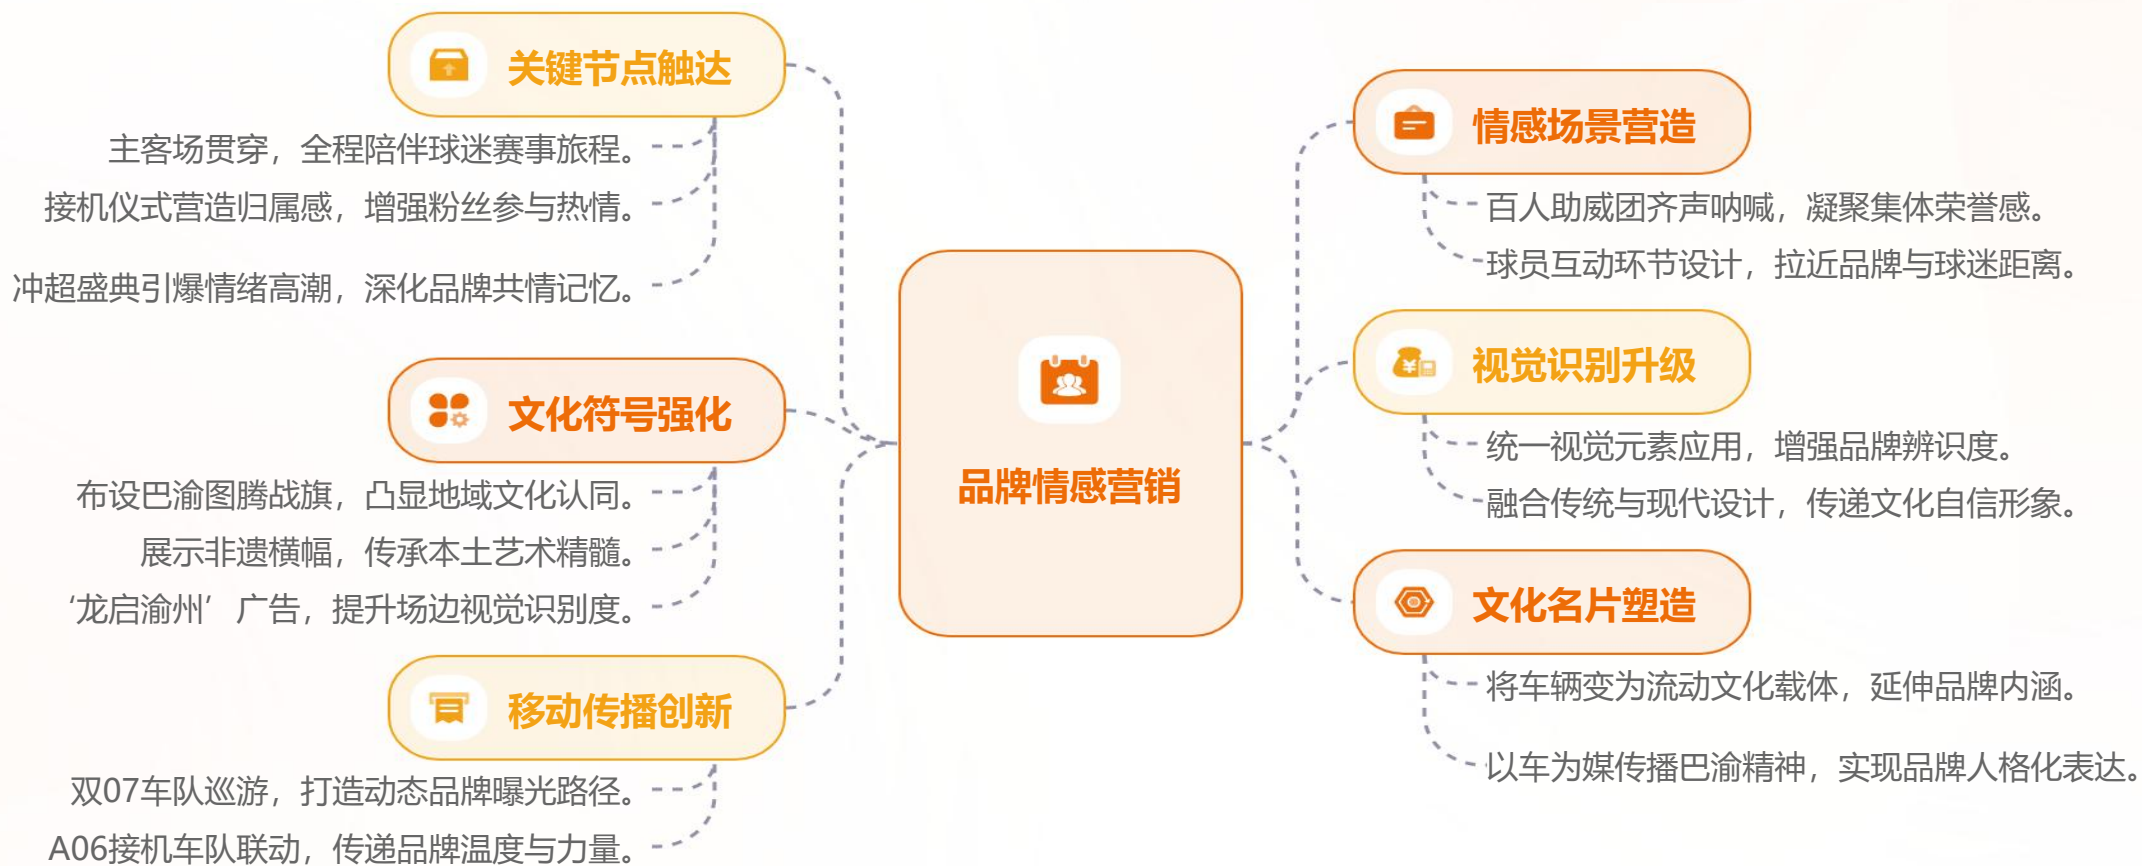 关键节点触达
主客场贯穿，全程陪伴球迷赛事旅程。
接机仪式营造归属感，增强粉丝参与热情。
冲超盛典引爆情绪高潮，深化品牌共情记忆。
文化符号强化
布设巴渝图腾战旗，凸显地域文化认同。
展示非遗横幅，传承本土艺术精髓。
‘龙启渝州’广告，提升场边视觉识别度。
移动传播创新
双07车队巡游，打造动态品牌曝光路径。
A06接机车队联动，传递品牌温度与力量。
品牌情感营销
情感场景营造
百人助威团齐声呐喊，凝聚集体荣誉感。
球员互动环节设计，拉近品牌与球迷距离。
视觉识别升级
统一视觉元素应用，增强品牌辨识度。
融合传统与现代设计，传递文化自信形象。
文化名片塑造
将车辆变为流动文化载体，延伸品牌内涵。
以车为媒传播巴渝精神，实现品牌人格化表达。